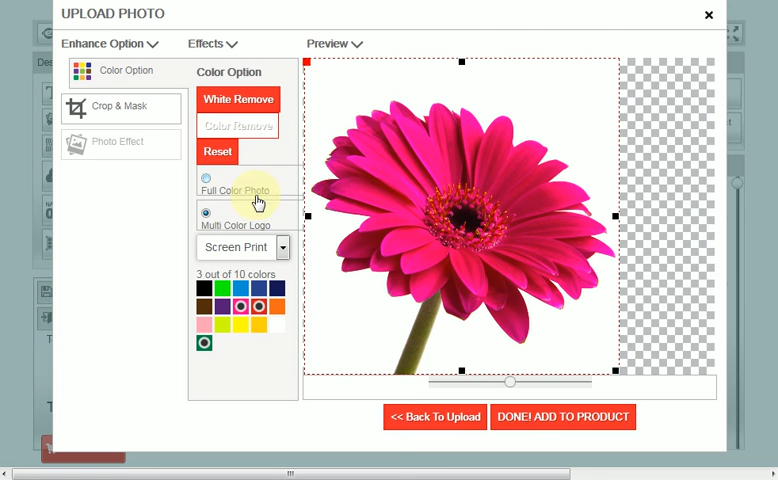 UPLOAD PHOTO
Enhance Option
Effects
Preview
Color Option
Crop & Mask
Photo Effect
Color Option
White Remove
Color Remove
Reset
Full Color Photo
Multi Color Logo
Screen Print
3 out of 10 colors
<< Back To Upload
DONE! ADD TO PRODUCT